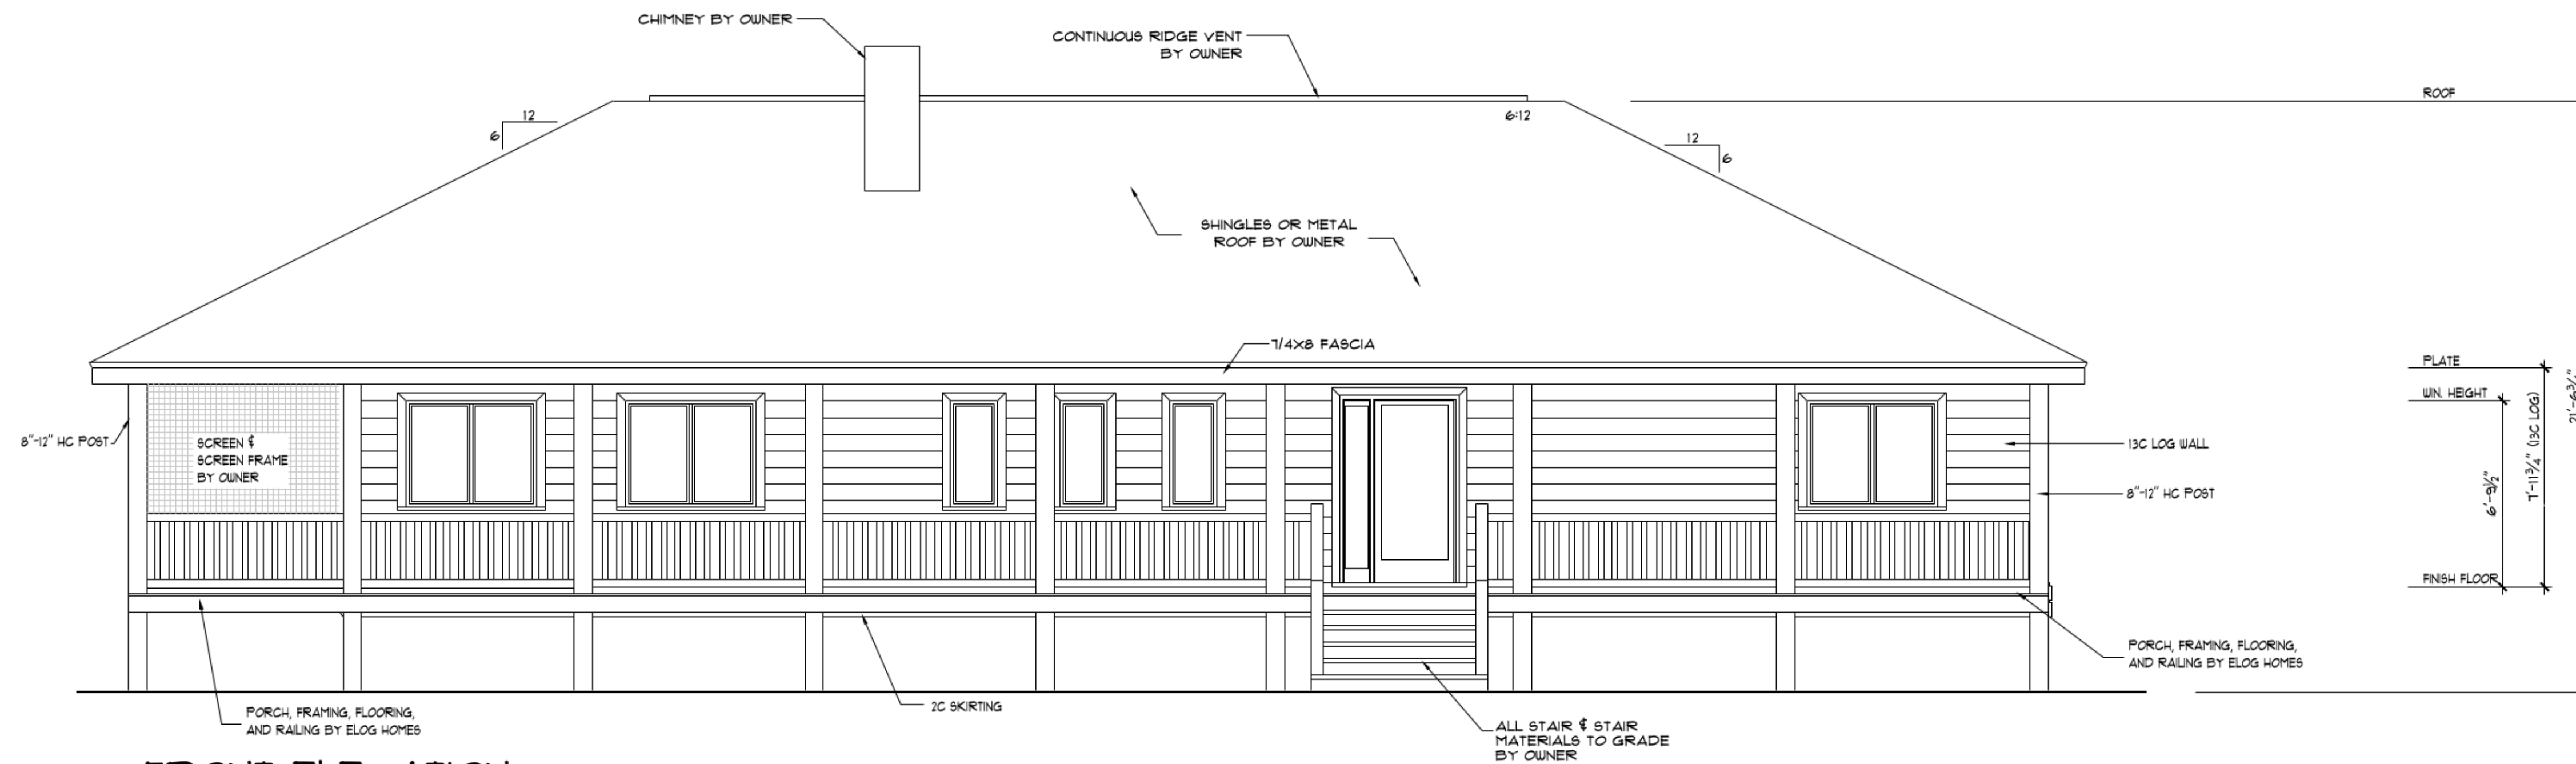 CHIMNEY BY OWNER
CONTINUOUS RIDGE VENT
BY OWNER
ROOF
12
6
6:12
12
6
SHINGLES OR METAL
ROOF BY OWNER
7/4X8 FASCIA
PLATE
WIN. HEIGHT
8"-12" HC POST
SCREEN &
SCREEN FRAME
BY OWNER
13C LOG WALL
8"-12" HC POST
6'-9½"
7'-11¾" (13C LOG)
21'-6¾"
FINISH FLOOR
PORCH, FRAMING, FLOORING,
AND RAILING BY ELOG HOMES
2C SKIRTING
PORCH, FRAMING, FLOORING,
AND RAILING BY ELOG HOMES
ALL STAIR & STAIR
MATERIALS TO GRADE
BY OWNER